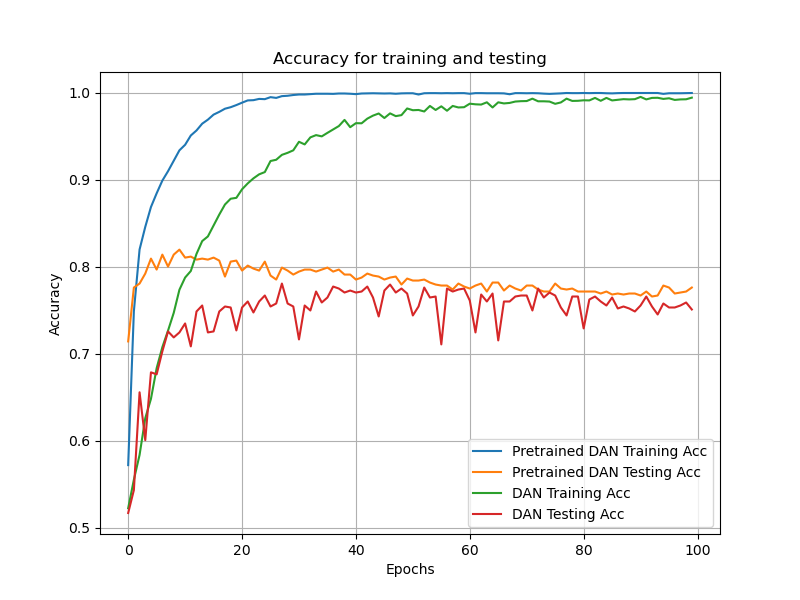 Accuracy for training and testing
1.0
0.9
0.8
0.7
0.6
0.5
Accuracy
Pretrained DAN Training Acc
Pretrained DAN Testing Acc
DAN Training Acc
DAN Testing Acc
0 20 40 60 80 100
Epochs